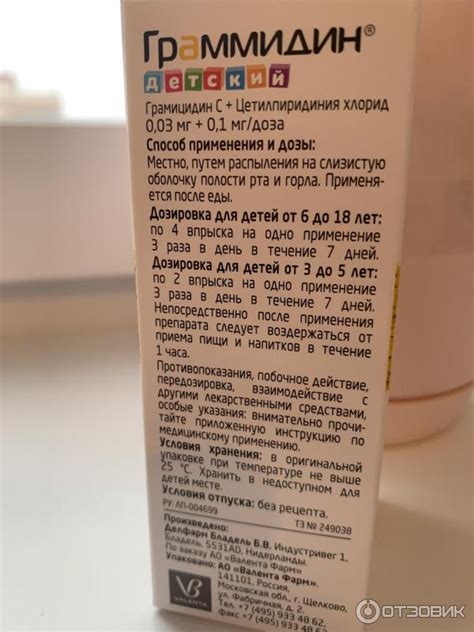 Граммидин®
детский
Грамицидин С + Цетилпиридиния хлорид
0,03 мг + 0,1 мг/доза
Способ применения и дозы:
Местно, путем распыления на слизистую
оболочку полости рта и горла. Применя-
ется после еды.
Дозировка для детей от 6 до 18 лет:
по 4 впрыска на одно применение
3 раза в день в течение 7 дней.
Дозировка для детей от 3 до 5 лет:
по 2 впрыска на одно применение
3 раза в день в течение 7 дней.
Непосредственно после применения
препарата следует воздержаться от
приема пищи и напитков в течение
1 часа.
Противопоказания, побочное действие,
передозировка, взаимодействие с
другими лекарственными средствами,
особые указания: внимательно прочи-
тайте приложенную инструкцию по
медицинскому применению.
Условия хранения: в оригинальной
упаковке при температуре не выше
25 °C. Хранить в недоступном для
детей месте.
Условия отпуска: без рецепта.
РУ: ЛП-004699 ТЗ № 249038
Произведено:
Делфарм Бладель Б.В. Индустривег 1,
Бладель, 5531AD, Нидерланды.
По заказу АО «Валента Фарм»
Упаковано: АО «Валента Фарм».
141101, Россия,
Московская обл., г. Щелково,
ул. Фабричная, д. 2.
Тел. +7 (495) 933 48 62,
VALENTA
ОТЗОВИК